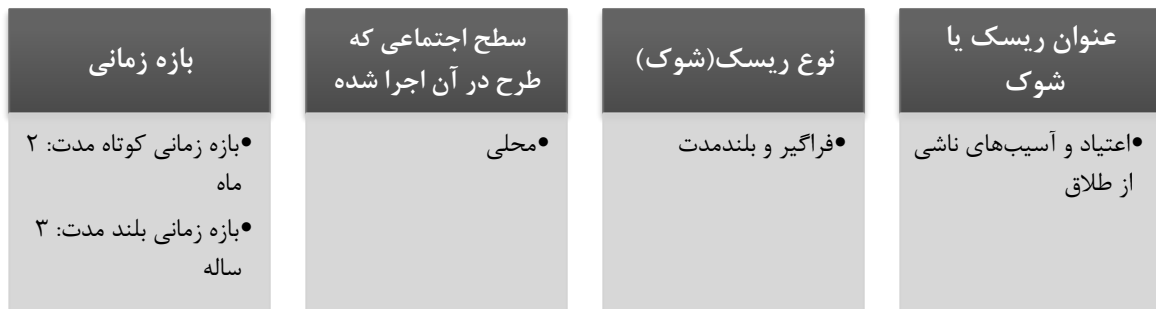 عنوان ریسک یا
شوک
•اعتیاد و آسیب‌های ناشی
از طلاق
نوع ریسک(شوک)
•فراگیر و بلندمدت
سطح اجتماعی که
طرح در آن اجرا شده
•محلی
بازه زمانی
•بازه زمانی کوتاه مدت: ۲
ماه
•بازه زمانی بلند مدت: ۳
ساله